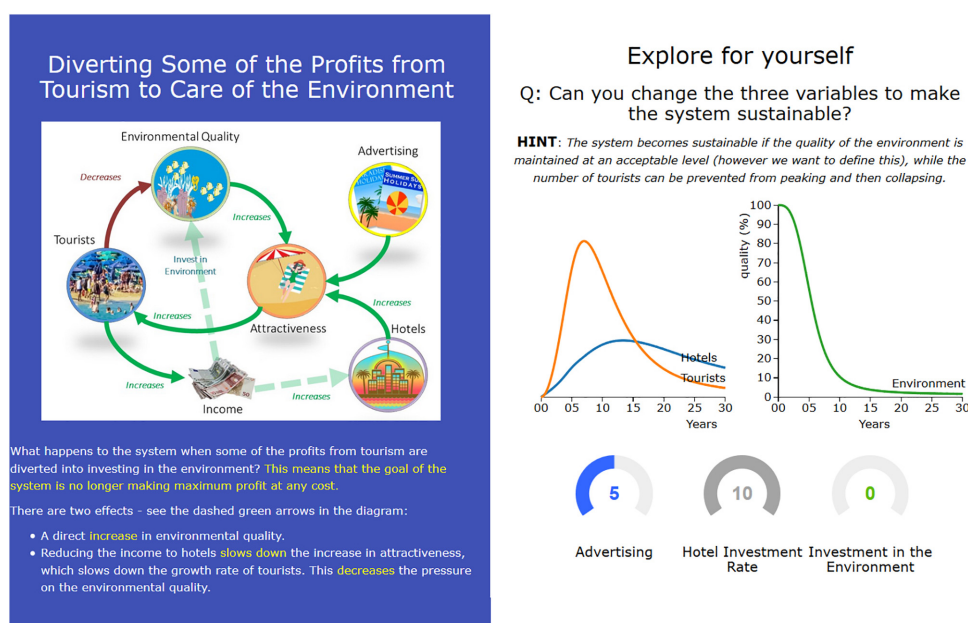 Diverting Some of the Profits from
Tourism to Care of the Environment
Environmental Quality
Advertising
Decreases
SUMMER SU
HOLIDAYS
Increases
Tourists
Invest in
Environment
Increases
Increases
Attractiveness
Hotels
Increases
Increases
50
Income
What happens to the system when some of the profits from tourism are
diverted into investing in the environment? This means that the goal of the
system is no longer making maximum profit at any cost.
There are two effects - see the dashed green arrows in the diagram:
• A direct increase in environmental quality.
• Reducing the income to hotels slows down the increase in attractiveness,
which slows down the growth rate of tourists. This decreases the pressure
on the environmental quality.
Explore for yourself
Q: Can you change the three variables to make
the system sustainable?
HINT: The system becomes sustainable if the quality of the environment is
maintained at an acceptable level (however we want to define this), while the
number of tourists can be prevented from peaking and then collapsing.
Hotels
Tourists
00 05 10 15 20 25 30
Years
quality (%)
100
90
80
70
60
50
40
30
20
10
0
Environment
00 05 10 15 20 25 30
Years
5
10
0
Advertising
Hotel Investment
Rate
Investment in the
Environment